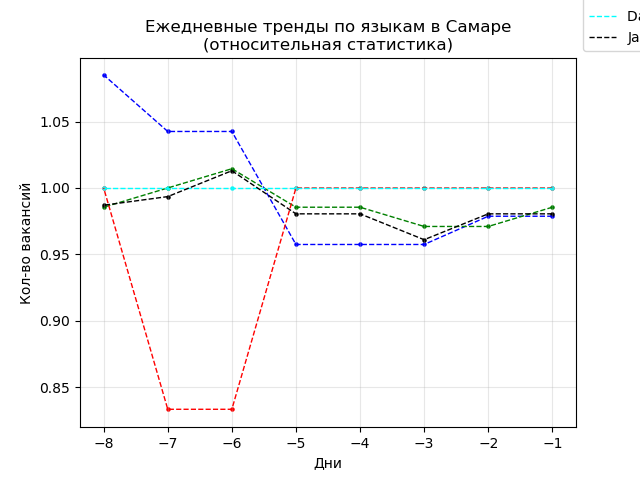 Ежедневные тренды по языкам в Самаре
(относительная статистика)
Da
Ja
Кол-во вакансий
1.05
1.00
0.95
0.90
0.85
−8 −7 −6 −5 −4 −3 −2 −1
Дни